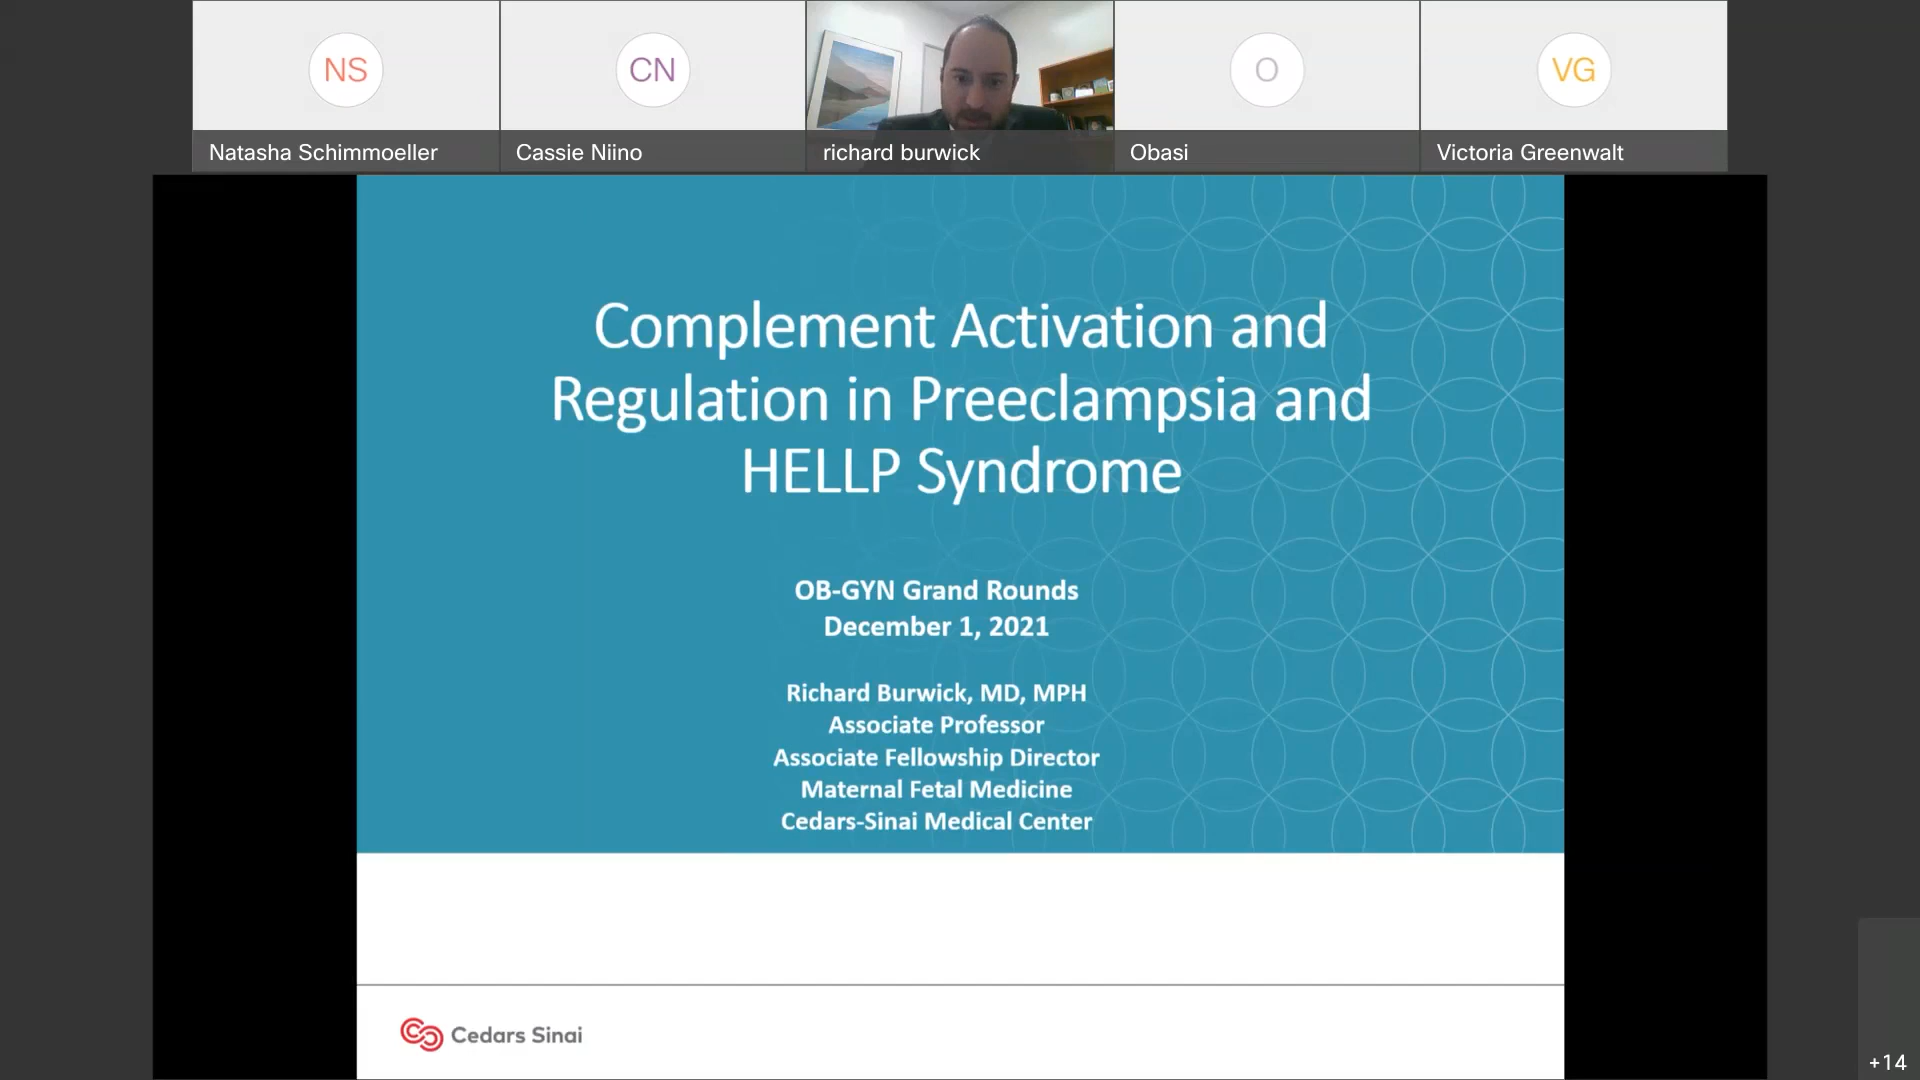 NS
CN
O
VG
Natasha Schimmoeller
Cassie Niino
richard burwick
Obasi
Victoria Greenwalt
Complement Activation and
Regulation in Preeclampsia and
HELLP Syndrome
OB-GYN Grand Rounds
December 1, 2021
Richard Burwick, MD, MPH
Associate Professor
Associate Fellowship Director
Maternal Fetal Medicine
Cedars-Sinai Medical Center
Cedars Sinai
+14